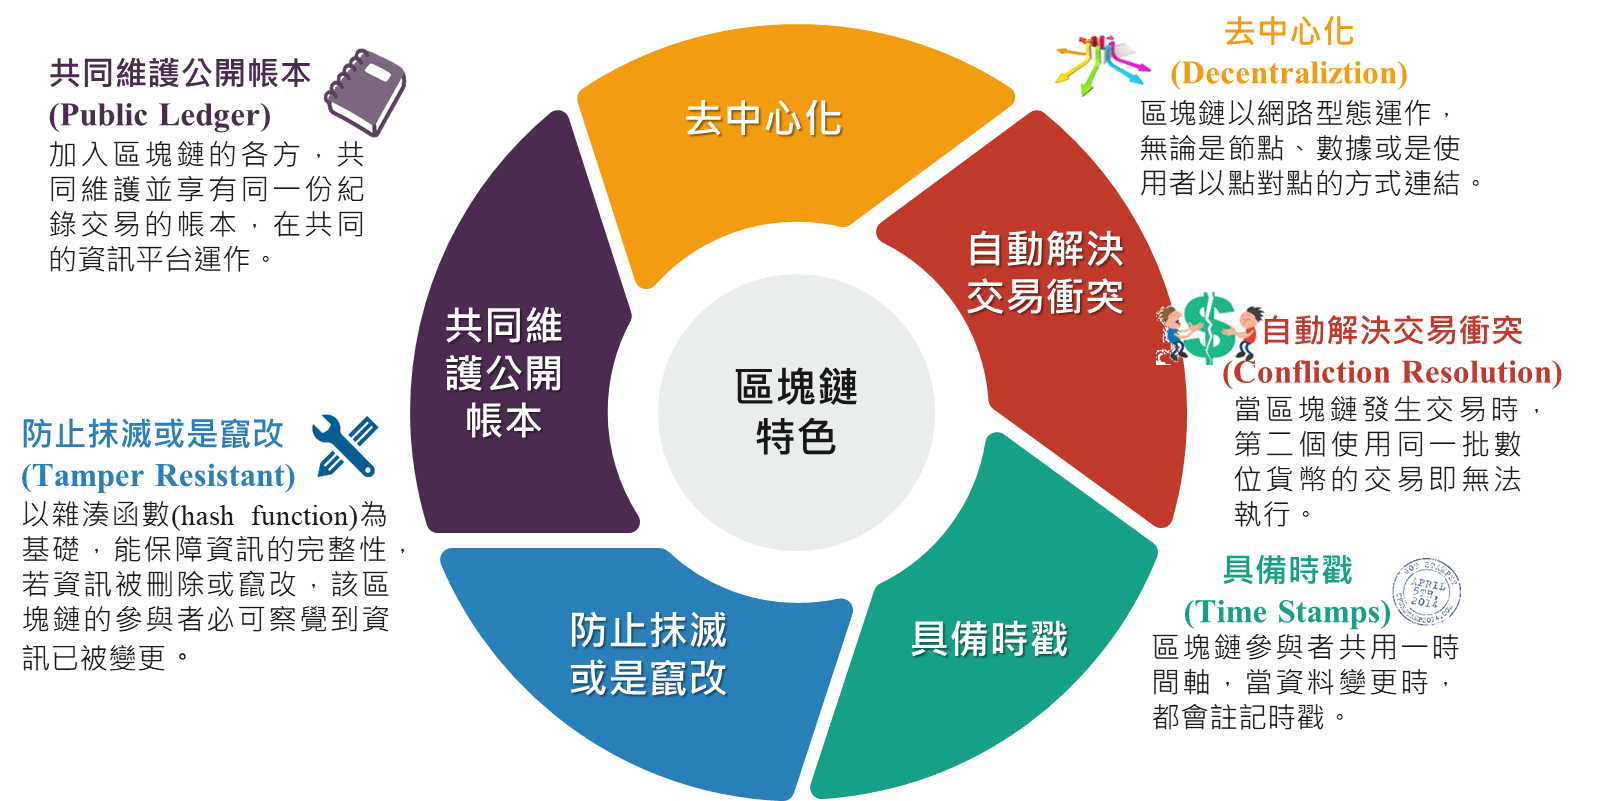 共同維護公開帳本
(Public Ledger)
加入區塊鏈的各方，共
同維護並享有同一份紀
錄交易的帳本，在共同
的資訊平台運作。
防止抹滅或是竄改
(Tamper Resistant)
以雜湊函數(hash function)為
基礎，能保障資訊的完整性，
若資訊被刪除或竄改，該區
塊鏈的參與者必可察覺到資
訊已被變更。
去中心化
自動解決
交易衝突
共同維
護公開
帳本
區塊鏈
特色
防止抹滅
或是竄改
具備時戳
去中心化
(Decentraliztion)
區塊鏈以網路型態運作，
無論是節點、數據或是使
用者以點對點的方式連結。
自動解決交易衝突
(Confliction Resolution)
當區塊鏈發生交易時，
第二個使用同一批數
位貨幣的交易即無法
執行。
具備時戳
(Time Stamps)
區塊鏈參與者共用一時
間軸，當資料變更時，
都會註記時戳。
APRIL
5TH,
2014